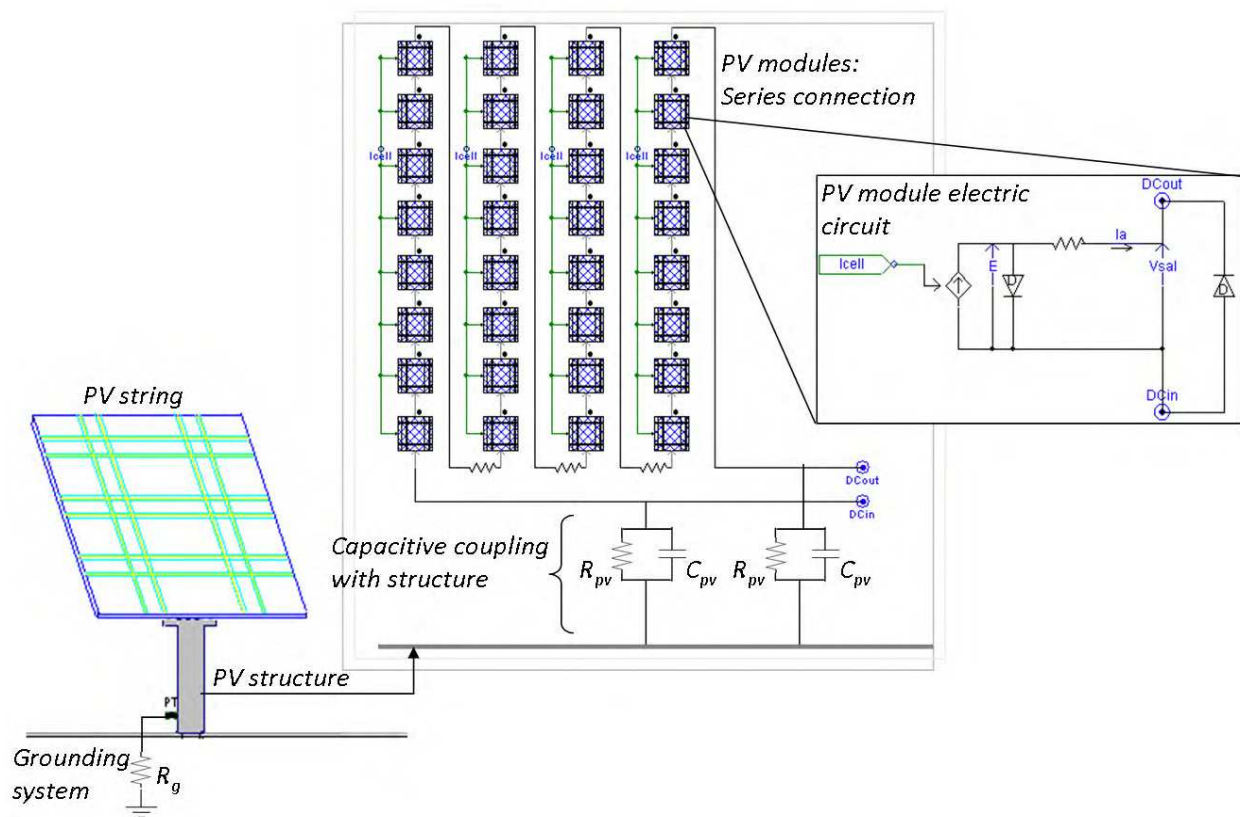 PV modules:
Series connection
Icell
Icell
Icell
Icell
PV module electric
circuit
DCout
Ia
Icell
E
D
Vsal
D
DCin
PV string
DCout
DCin
Capacitive coupling
with structure
Rpv
Cpv
Rpv
Cpv
PV structure
PT
Grounding
system
Rg